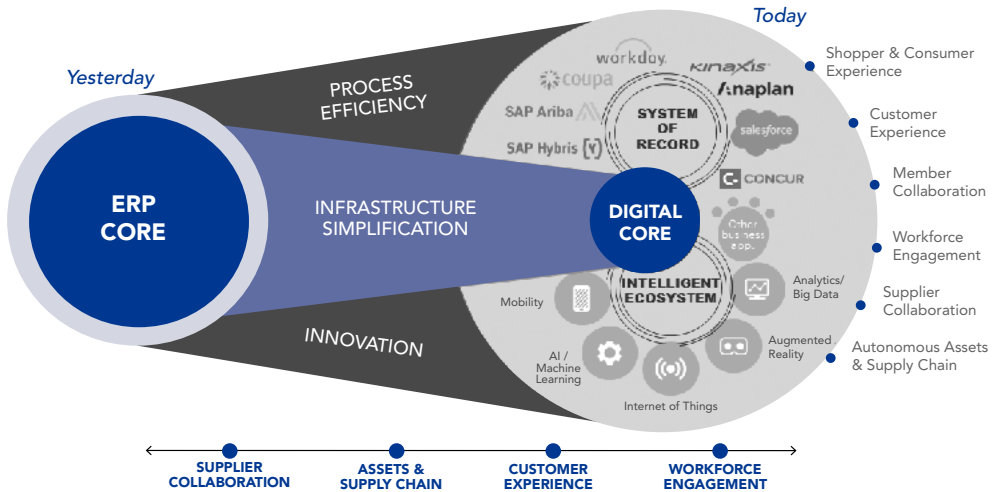 Yesterday
Today
ERP
CORE
PROCESS
EFFICIENCY
INFRASTRUCTURE
SIMPLIFICATION
INNOVATION
workday.
coupa
SAP Ariba
SAP Hybris [Y]
KINAXIS
Anaplan
SYSTEM
OF
RECORD
salesforce
C- CONCUR
DIGITAL
CORE
Other
business
app.
INTELLIGENT
ECOSYSTEM
Mobility
AI /
Machine
Learning
Internet of Things
Augmented
Reality
Analytics/
Big Data
Shopper & Consumer
Experience
Customer
Experience
Member
Collaboration
Workforce
Engagement
Supplier
Collaboration
Autonomous Assets
& Supply Chain
SUPPLIER
COLLABORATION
ASSETS &
SUPPLY CHAIN
CUSTOMER
EXPERIENCE
WORKFORCE
ENGAGEMENT